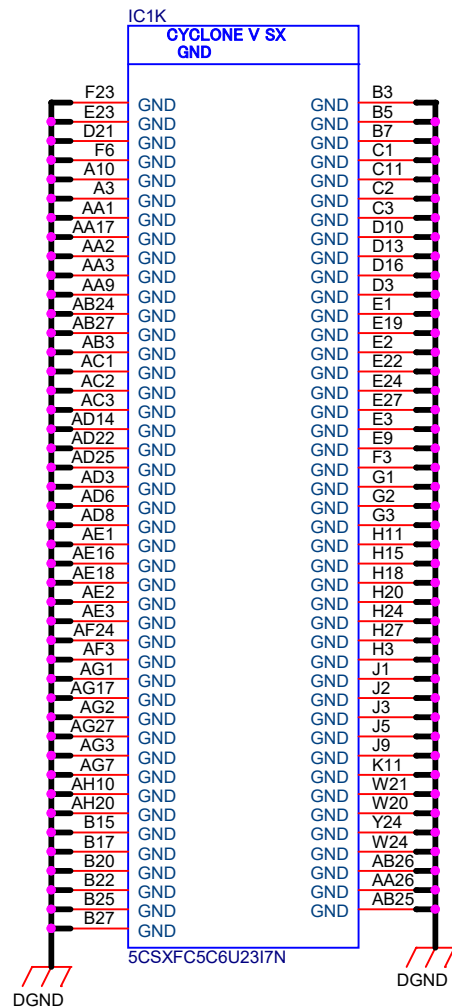 IC1K
CYCLONE V SX
GND
F23 GND GND B3
E23 GND GND B5
D21 GND GND B7
F6 GND GND C1
A10 GND GND C11
A3 GND GND C2
AA1 GND GND C3
AA17 GND GND D10
AA2 GND GND D13
AA3 GND GND D16
AA9 GND GND D3
AB24 GND GND E1
AB27 GND GND E19
AB3 GND GND E2
AC1 GND GND E22
AC2 GND GND E24
AC3 GND GND E27
AD14 GND GND E3
AD22 GND GND E9
AD25 GND GND F3
AD3 GND GND G1
AD6 GND GND G2
AD8 GND GND G3
AE1 GND GND H11
AE16 GND GND H15
AE18 GND GND H18
AE2 GND GND H20
AE3 GND GND H24
AF24 GND GND H27
AF3 GND GND H3
AG1 GND GND J1
AG17 GND GND J2
AG2 GND GND J3
AG27 GND GND J5
AG3 GND GND J9
AG7 GND GND K11
AH10 GND GND W21
AH20 GND GND W20
B15 GND GND Y24
B17 GND GND W24
B20 GND GND AB26
B22 GND GND AA26
B25 GND GND AB25
B27 GND
5CSXFC5C6U23I7N
DGND DGND